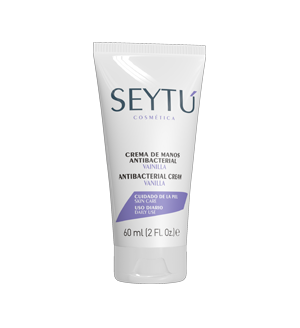 SEYTÚ
COSMÉTICA
CREMA DE MANOS
ANTIBACTERIAL
VAINILLA
ANTIBACTERIAL CREAM
VANILLA
CUIDADO DE LA PIEL
SKIN CARE
USO DIARIO
DAILY USE
60 ml (2 Fl. Oz.) e